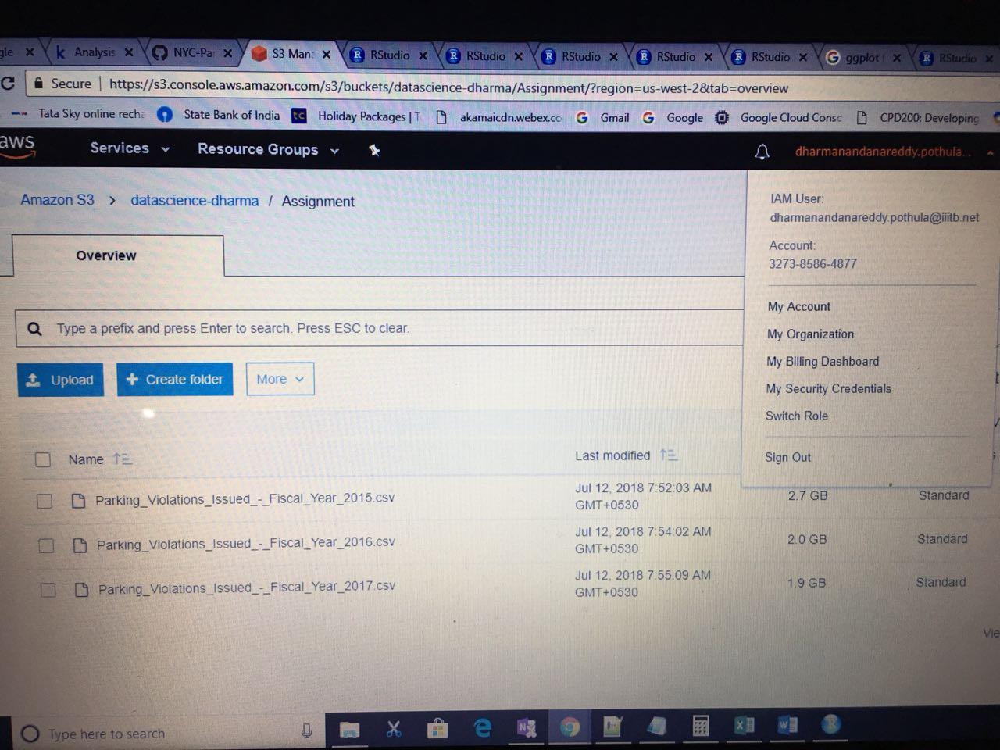 gle
Analysis
NYC-Pa
S3 Mana
RStudio
RStudio
RStudio
RStudio
RStudio
ggplot
RStudio
Secure | https://s3.console.aws.amazon.com/s3/buckets/datascience-dharma/Assignment/?region=us-west-2&tab=overview
Tata Sky online recha
State Bank of India
tc Holiday Packages | T
akamaicdn.webex.co
Gmail
Google
Google Cloud Consc
CPD200: Developing
aws
Services
Resource Groups
dharmanandanareddy.pothula...
Amazon S3 > datascience-dharma / Assignment
IAM User:
dharmanandanareddy.pothula@iiitb.net
Account:
3273-8586-4877
My Account
My Organization
My Billing Dashboard
My Security Credentials
Switch Role
Sign Out
Overview
Type a prefix and press Enter to search. Press ESC to clear.
Upload
+ Create folder
More
Name
Last modified
Parking_Violations_Issued_-_Fiscal_Year_2015.csv
Jul 12, 2018 7:52:03 AM
GMT+0530
2.7 GB
Standard
Parking_Violations_Issued_-_Fiscal_Year_2016.csv
Jul 12, 2018 7:54:02 AM
GMT+0530
2.0 GB
Standard
Parking_Violations_Issued_-_Fiscal_Year_2017.csv
Jul 12, 2018 7:55:09 AM
GMT+0530
1.9 GB
Standard
Vie
Type here to search